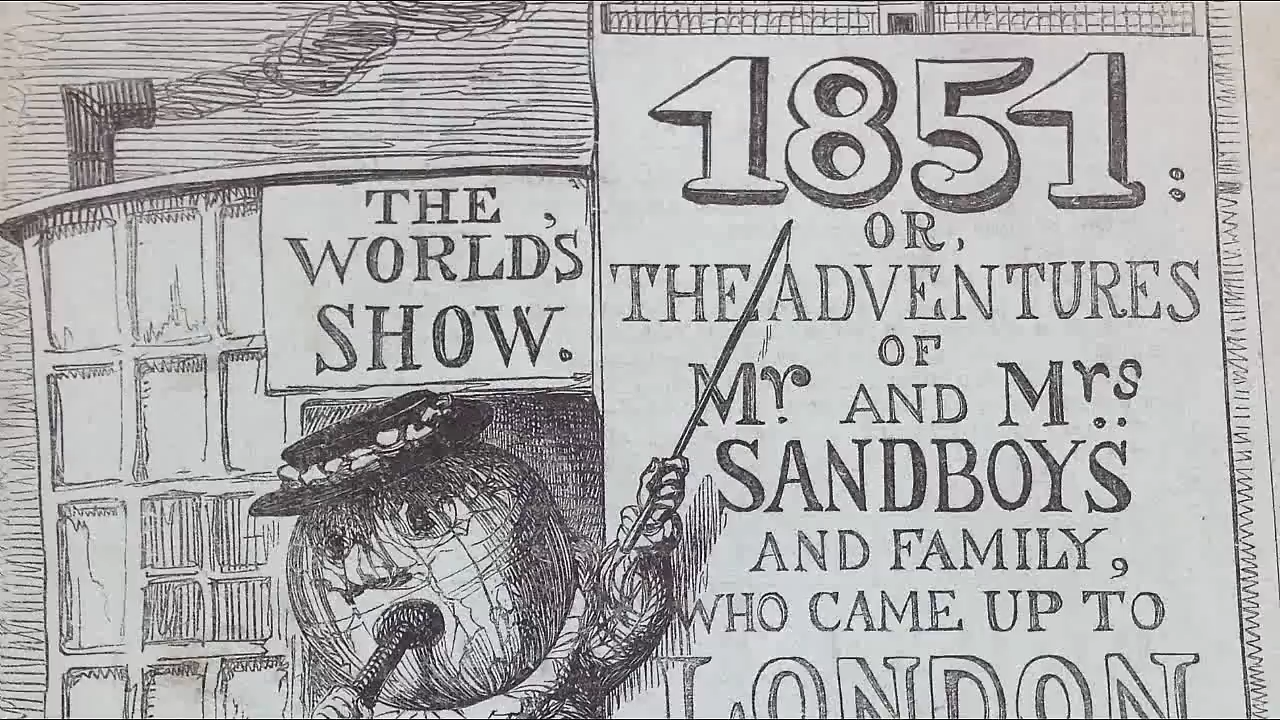 THE
WORLD'S
SHOW.
1851:
OR,
THE ADVENTURES
OF
Mr. AND Mrs.
SANDBOYS
AND FAMILY,
WHO CAME UP TO
LONDON